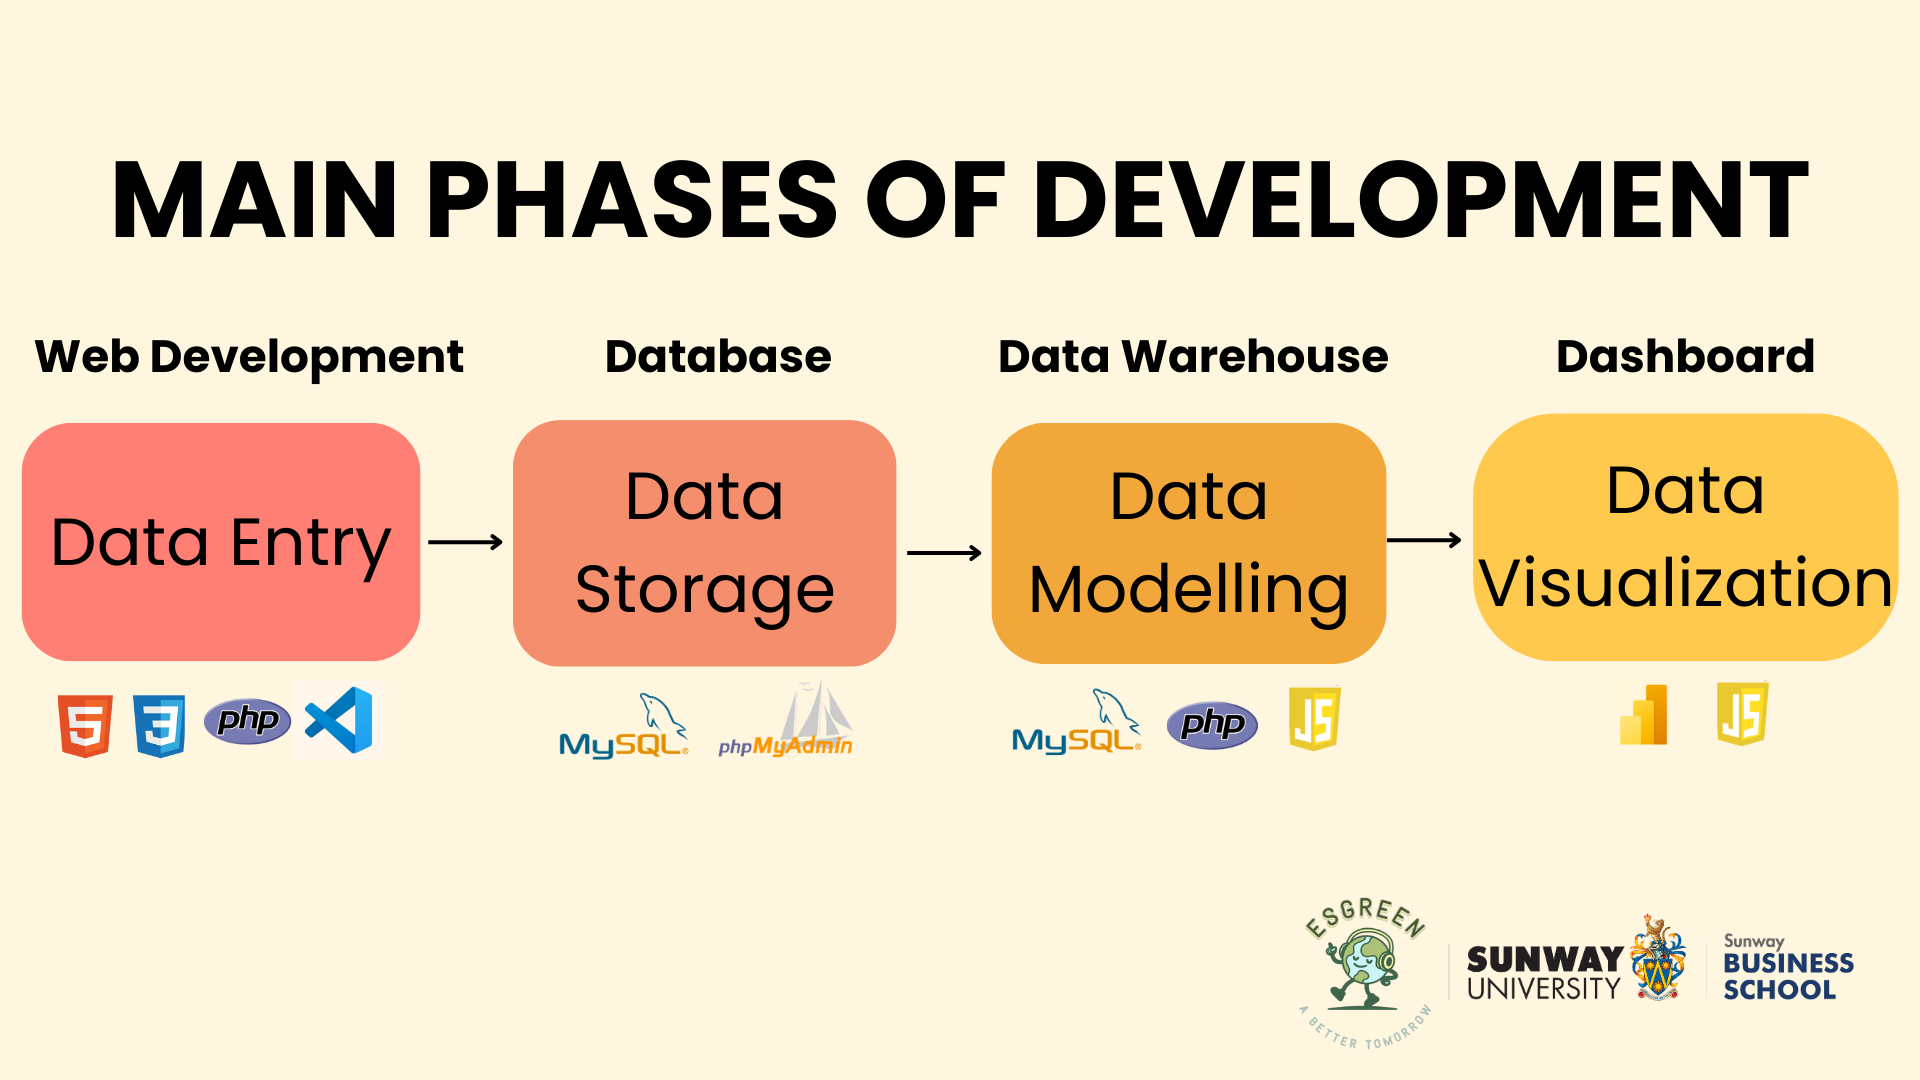 MAIN PHASES OF DEVELOPMENT
Web Development
Data Entry
5
3
php
Database
Data
Storage
MySQL®
phpMyAdmin
Data Warehouse
Data
Modelling
MySQL®
php
JS
Dashboard
Data
Visualization
JS
ESGREEN
A BETTER TOMORROW
SUNWAY
UNIVERSITY
Sunway
BUSINESS
SCHOOL